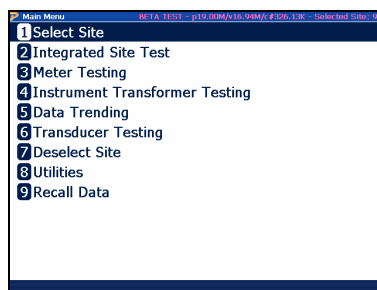 Main Menu BETA TEST - p19.00M/v16.94M/c#326.13K - Selected Site: 9
1 Select Site
2 Integrated Site Test
3 Meter Testing
4 Instrument Transformer Testing
5 Data Trending
6 Transducer Testing
7 Deselect Site
8 Utilities
9 Recall Data